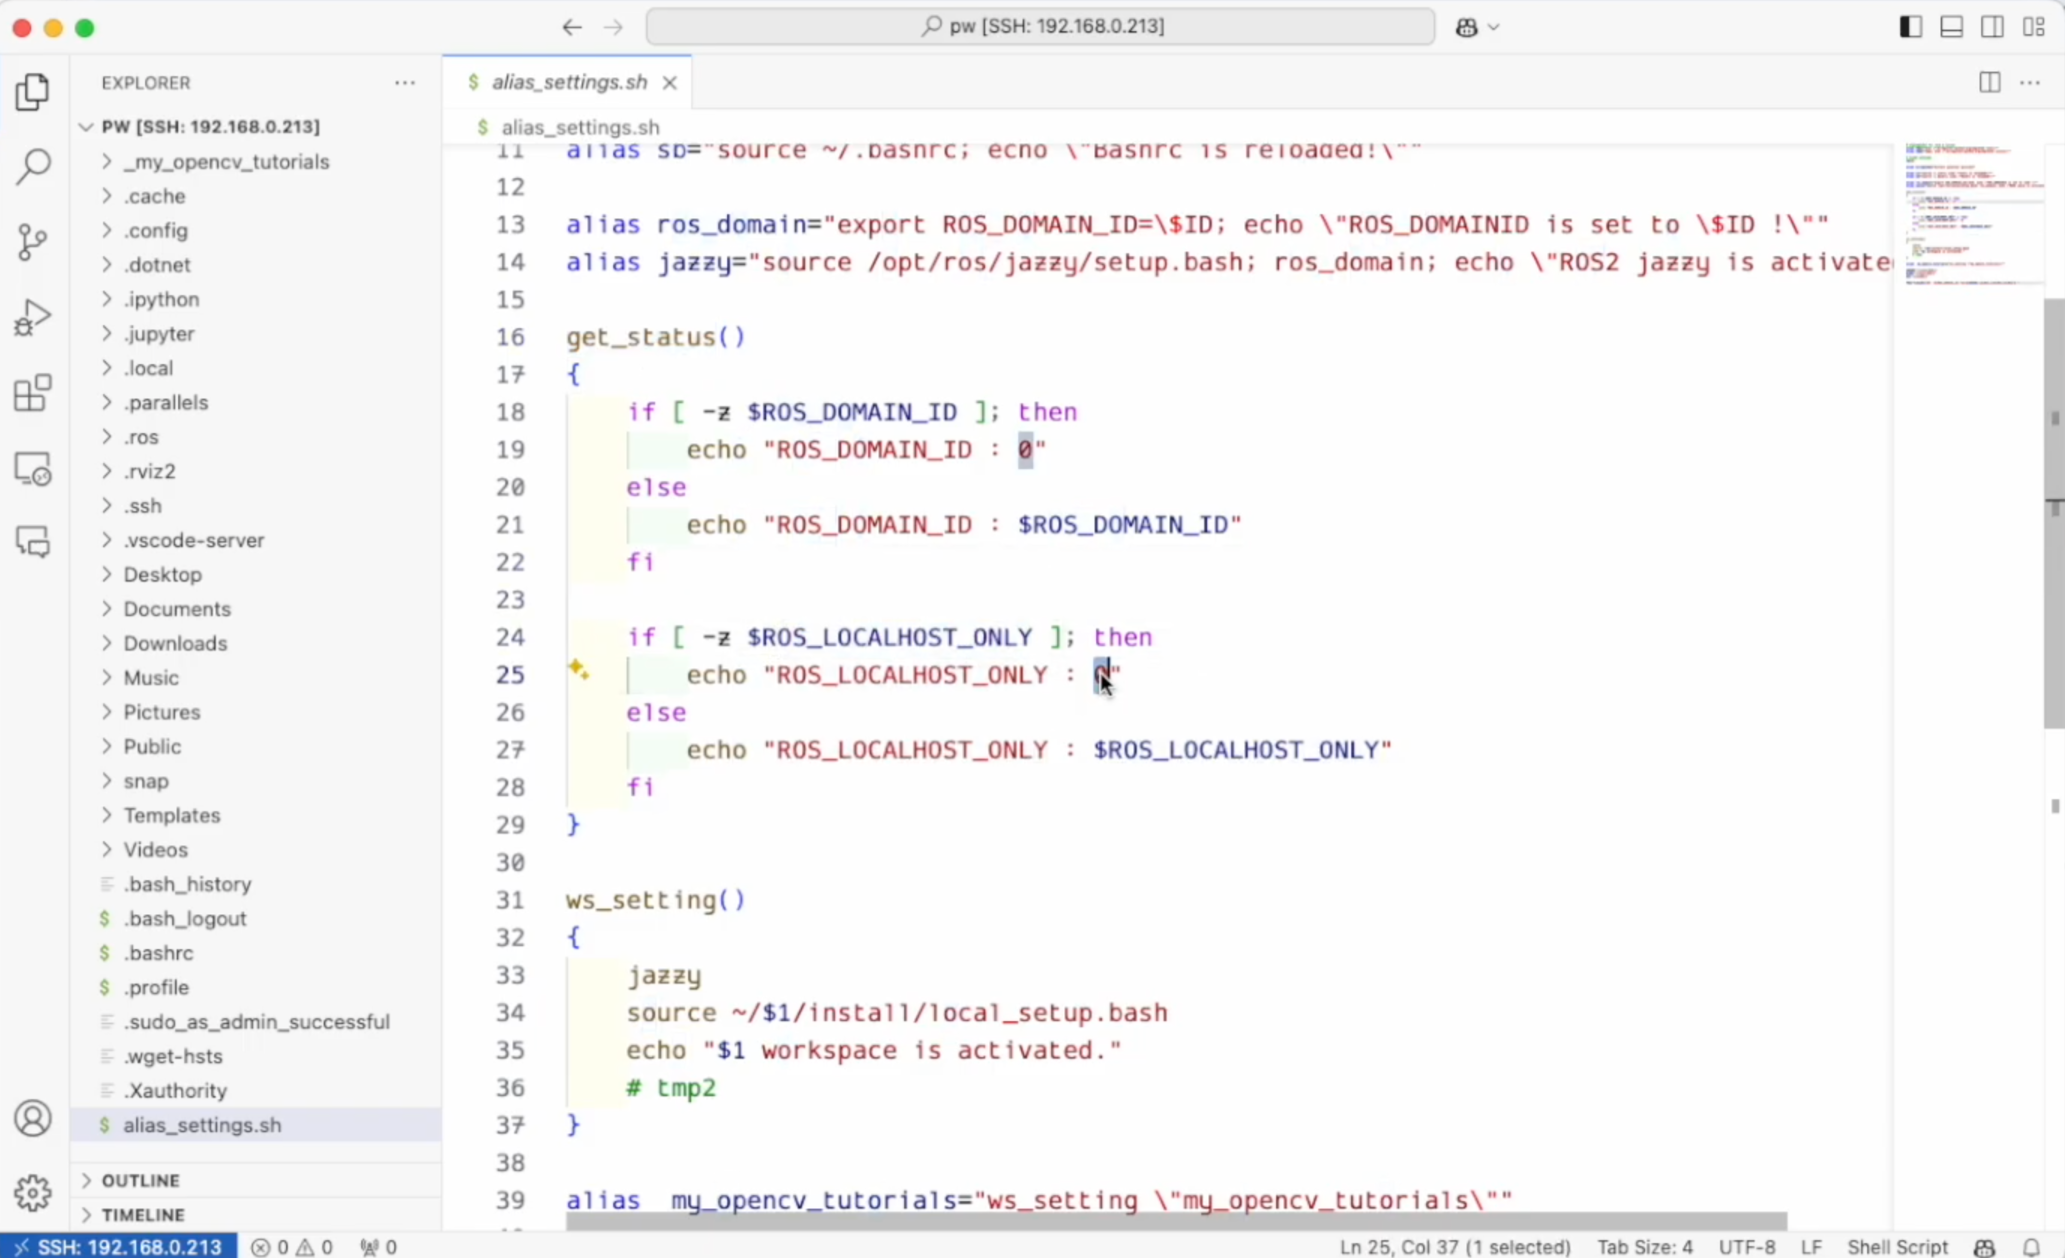 pw [SSH: 192.168.0.213]
EXPLORER
PW [SSH: 192.168.0.213]
_my_opencv_tutorials
.cache
.config
.dotnet
.ipython
.jupyter
.local
.parallels
.ros
.rviz2
.ssh
.vscode-server
Desktop
Documents
Downloads
Music
Pictures
Public
snap
Templates
Videos
.bash_history
$ .bash_logout
$ .bashrc
$ .profile
.sudo_as_admin_successful
.wget-hsts
.Xauthority
$ alias_settings.sh
OUTLINE
TIMELINE
$ alias_settings.sh
$ alias_settings.sh
11 alias sb="source ~/.bashrc; echo \"Bashrc is reloaded!\""
12
13 alias ros_domain="export ROS_DOMAIN_ID=\$ID; echo \"ROS_DOMAINID is set to \$ID !\""
14 alias jazzy="source /opt/ros/jazzy/setup.bash; ros_domain; echo \"ROS2 jazzy is activate
15
16 get_status()
17 {
18 if [ -z $ROS_DOMAIN_ID ]; then
19 echo "ROS_DOMAIN_ID : 0"
20 else
21 echo "ROS_DOMAIN_ID : $ROS_DOMAIN_ID"
22 fi
23
24 if [ -z $ROS_LOCALHOST_ONLY ]; then
25 echo "ROS_LOCALHOST_ONLY : 0"
26 else
27 echo "ROS_LOCALHOST_ONLY : $ROS_LOCALHOST_ONLY"
28 fi
29 }
30
31 ws_setting()
32 {
33 jazzy
34 source ~/$1/install/local_setup.bash
35 echo "$1 workspace is activated."
36 # tmp2
37 }
38
39 alias  my_opencv_tutorials="ws_setting \"my_opencv_tutorials\""
SSH: 192.168.0.213 0 0 0 Ln 25, Col 37 (1 selected) Tab Size: 4 UTF-8 LF Shell Script